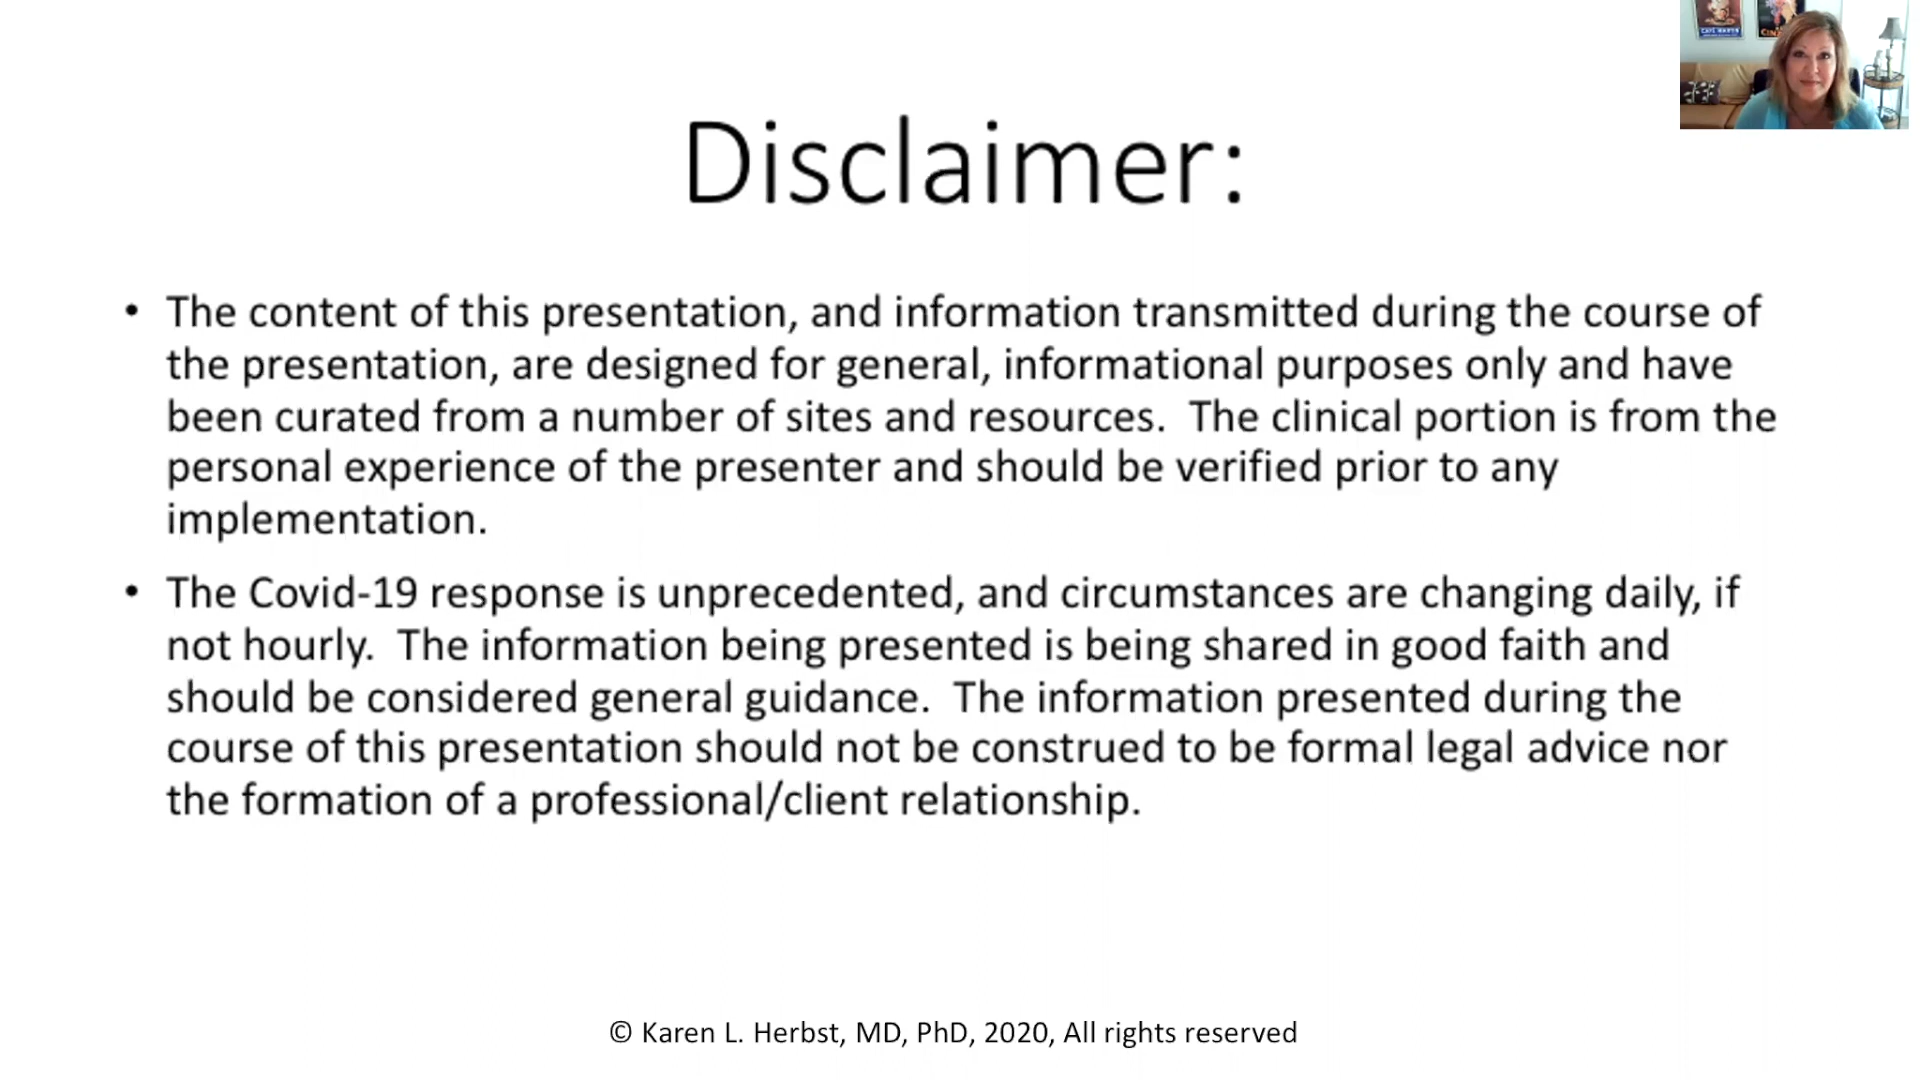 Disclaimer:
• The content of this presentation, and information transmitted during the course of
the presentation, are designed for general, informational purposes only and have
been curated from a number of sites and resources.  The clinical portion is from the
personal experience of the presenter and should be verified prior to any
implementation.
• The Covid-19 response is unprecedented, and circumstances are changing daily, if
not hourly.  The information being presented is being shared in good faith and
should be considered general guidance.  The information presented during the
course of this presentation should not be construed to be formal legal advice nor
the formation of a professional/client relationship.
© Karen L. Herbst, MD, PhD, 2020, All rights reserved